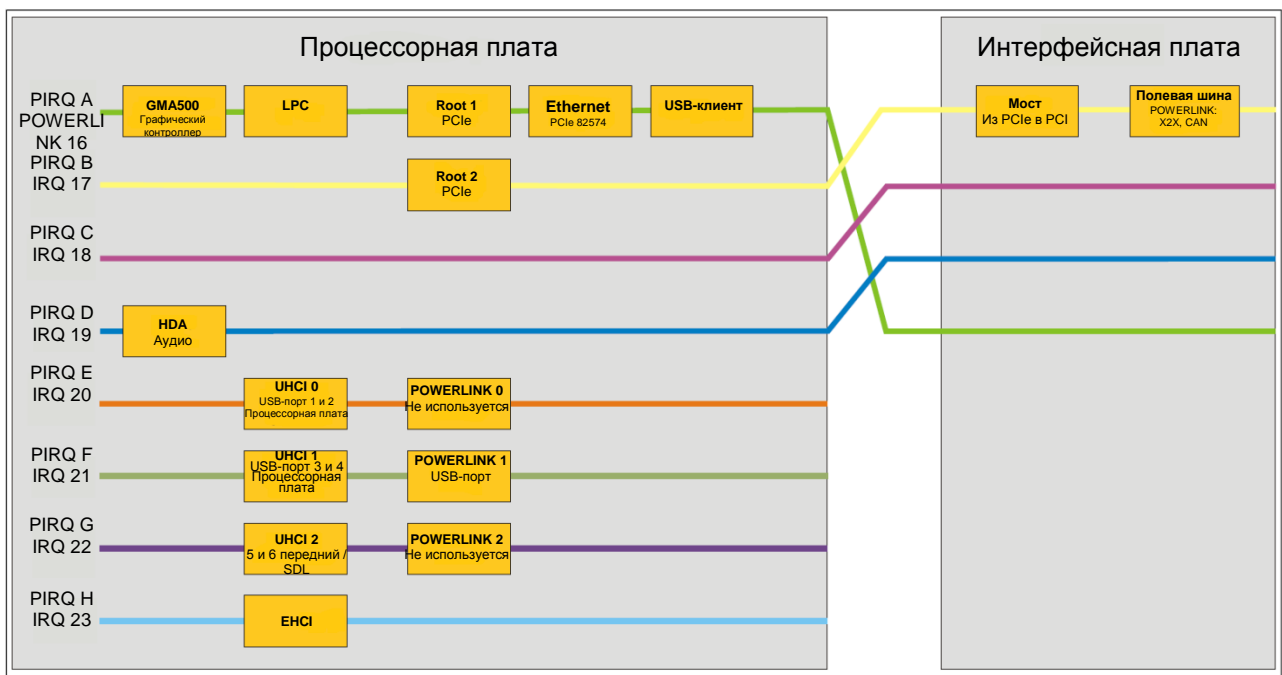 Процессорная плата
Интерфейсная плата
PIRQ A
POWERLI
NK 16
GMA500
Графический
контроллер
LPC
Root 1
PCIe
Ethernet
PCIe 82574
USB-клиент
Мост
Из PCIe в PCI
Полевая шина
POWERLINK:
X2X, CAN
PIRQ B
IRQ 17
Root 2
PCIe
PIRQ C
IRQ 18
PIRQ D
IRQ 19
HDA
Аудио
PIRQ E
IRQ 20
UHCI 0
USB-порт 1 и 2
Процессорная плата
POWERLINK 0
Не используется
PIRQ F
IRQ 21
UHCI 1
USB-порт 3 и 4
Процессорная
плата
POWERLINK 1
USB-порт
PIRQ G
IRQ 22
UHCI 2
5 и 6 передний /
SDL
POWERLINK 2
Не используется
PIRQ H
IRQ 23
EHCI